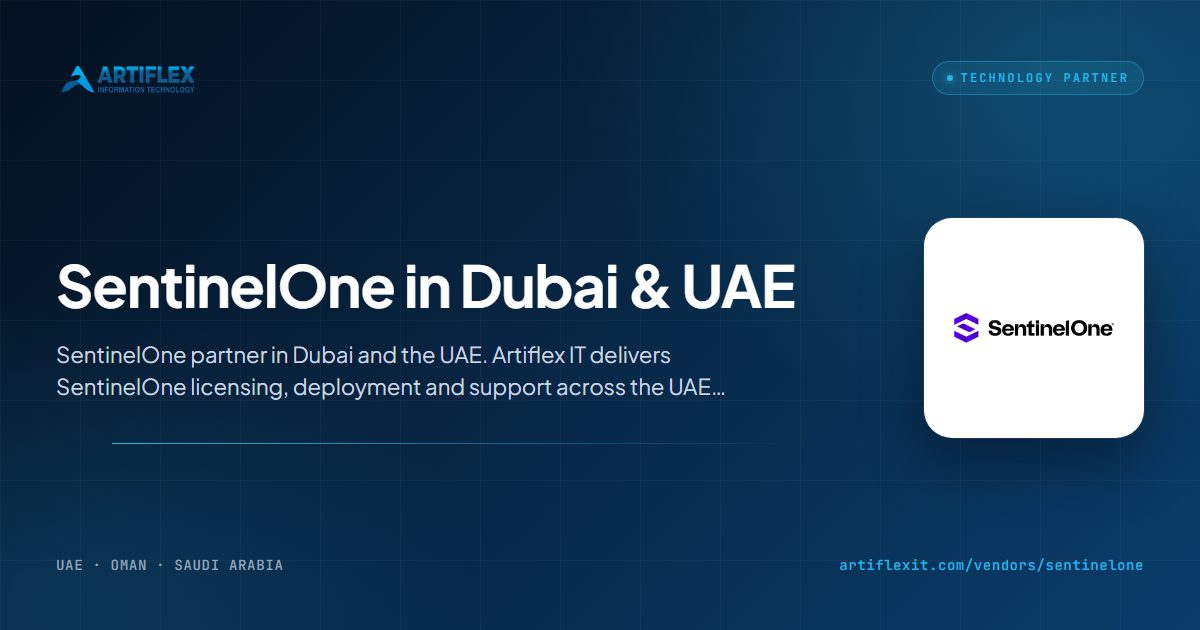 ARTIFLEX
INFORMATION TECHNOLOGY
TECHNOLOGY PARTNER
SentinelOne in Dubai & UAE
SentinelOne partner in Dubai and the UAE. Artiflex IT delivers
SentinelOne licensing, deployment and support across the UAE…
SentinelOne
UAE · OMAN · SAUDI ARABIA
artiflexit.com/vendors/sentinelone